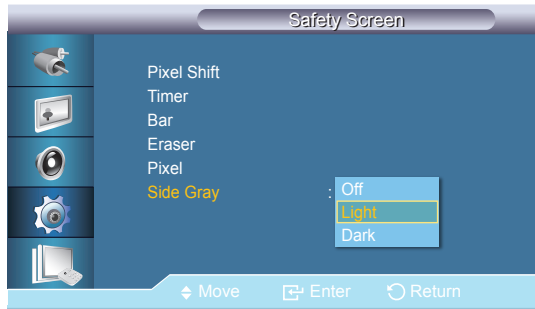 Safety Screen
Pixel Shift
Timer
Bar
Eraser
Pixel
Side Gray : Off
Light
Dark
Move Enter Return